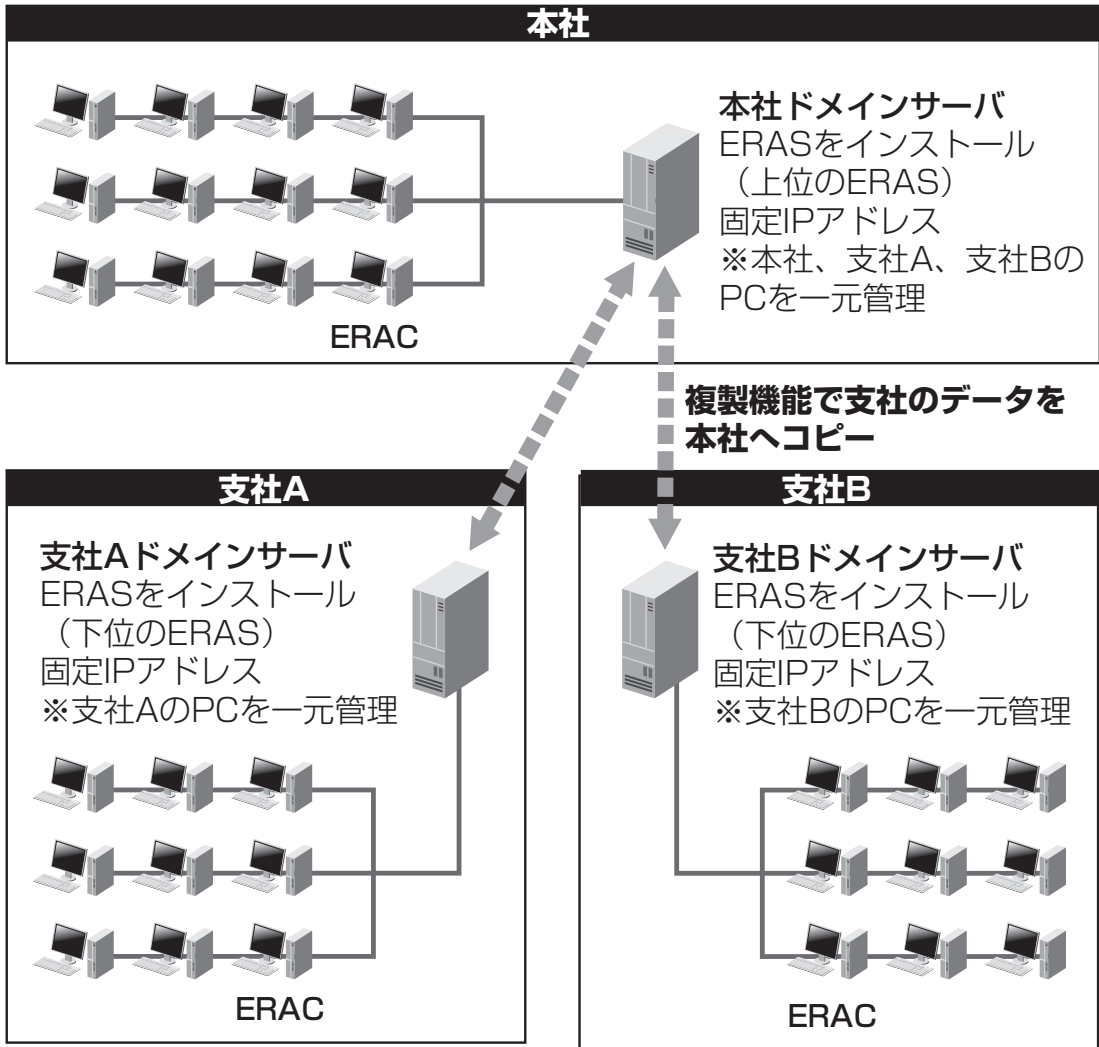 本社
本社ドメインサーバ
ERASをインストール
（上位のERAS）
固定IPアドレス
※本社、支社A、支社Bの
PCを一元管理
ERAC
複製機能で支社のデータを
本社へコピー
支社A
支社Aドメインサーバ
ERASをインストール
（下位のERAS）
固定IPアドレス
※支社AのPCを一元管理
ERAC
支社B
支社Bドメインサーバ
ERASをインストール
（下位のERAS）
固定IPアドレス
※支社BのPCを一元管理
ERAC